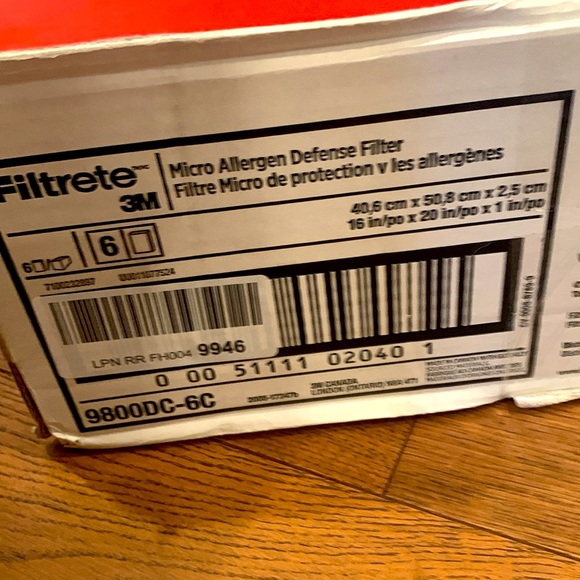 Filtrete
3M
Micro Allergen Defense Filter
Filtre Micro de protection v les allergènes
40,6 cm x 50,8 cm x 2,5 cm
16 in/po x 20 in/po x 1 in/po
6
6
LPN RR FH004 9946
0 00 51111 02040 1
9800DC-6C
3M CANADA
LONDON (ONTARIO) N6A 4T1